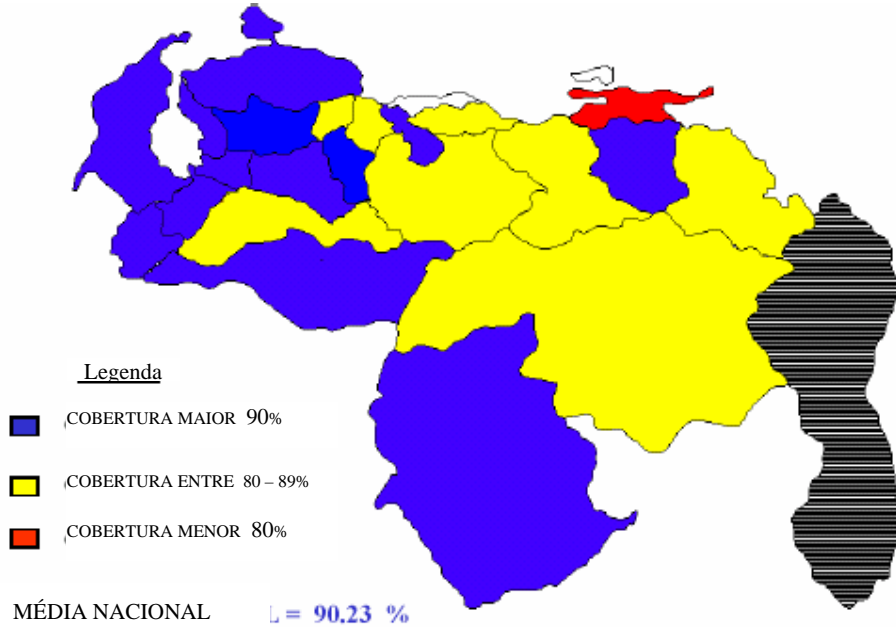 Legenda
COBERTURA MAIOR 90%
COBERTURA ENTRE 80 – 89%
COBERTURA MENOR 80%
MÉDIA NACIONAL L = 90.23 %